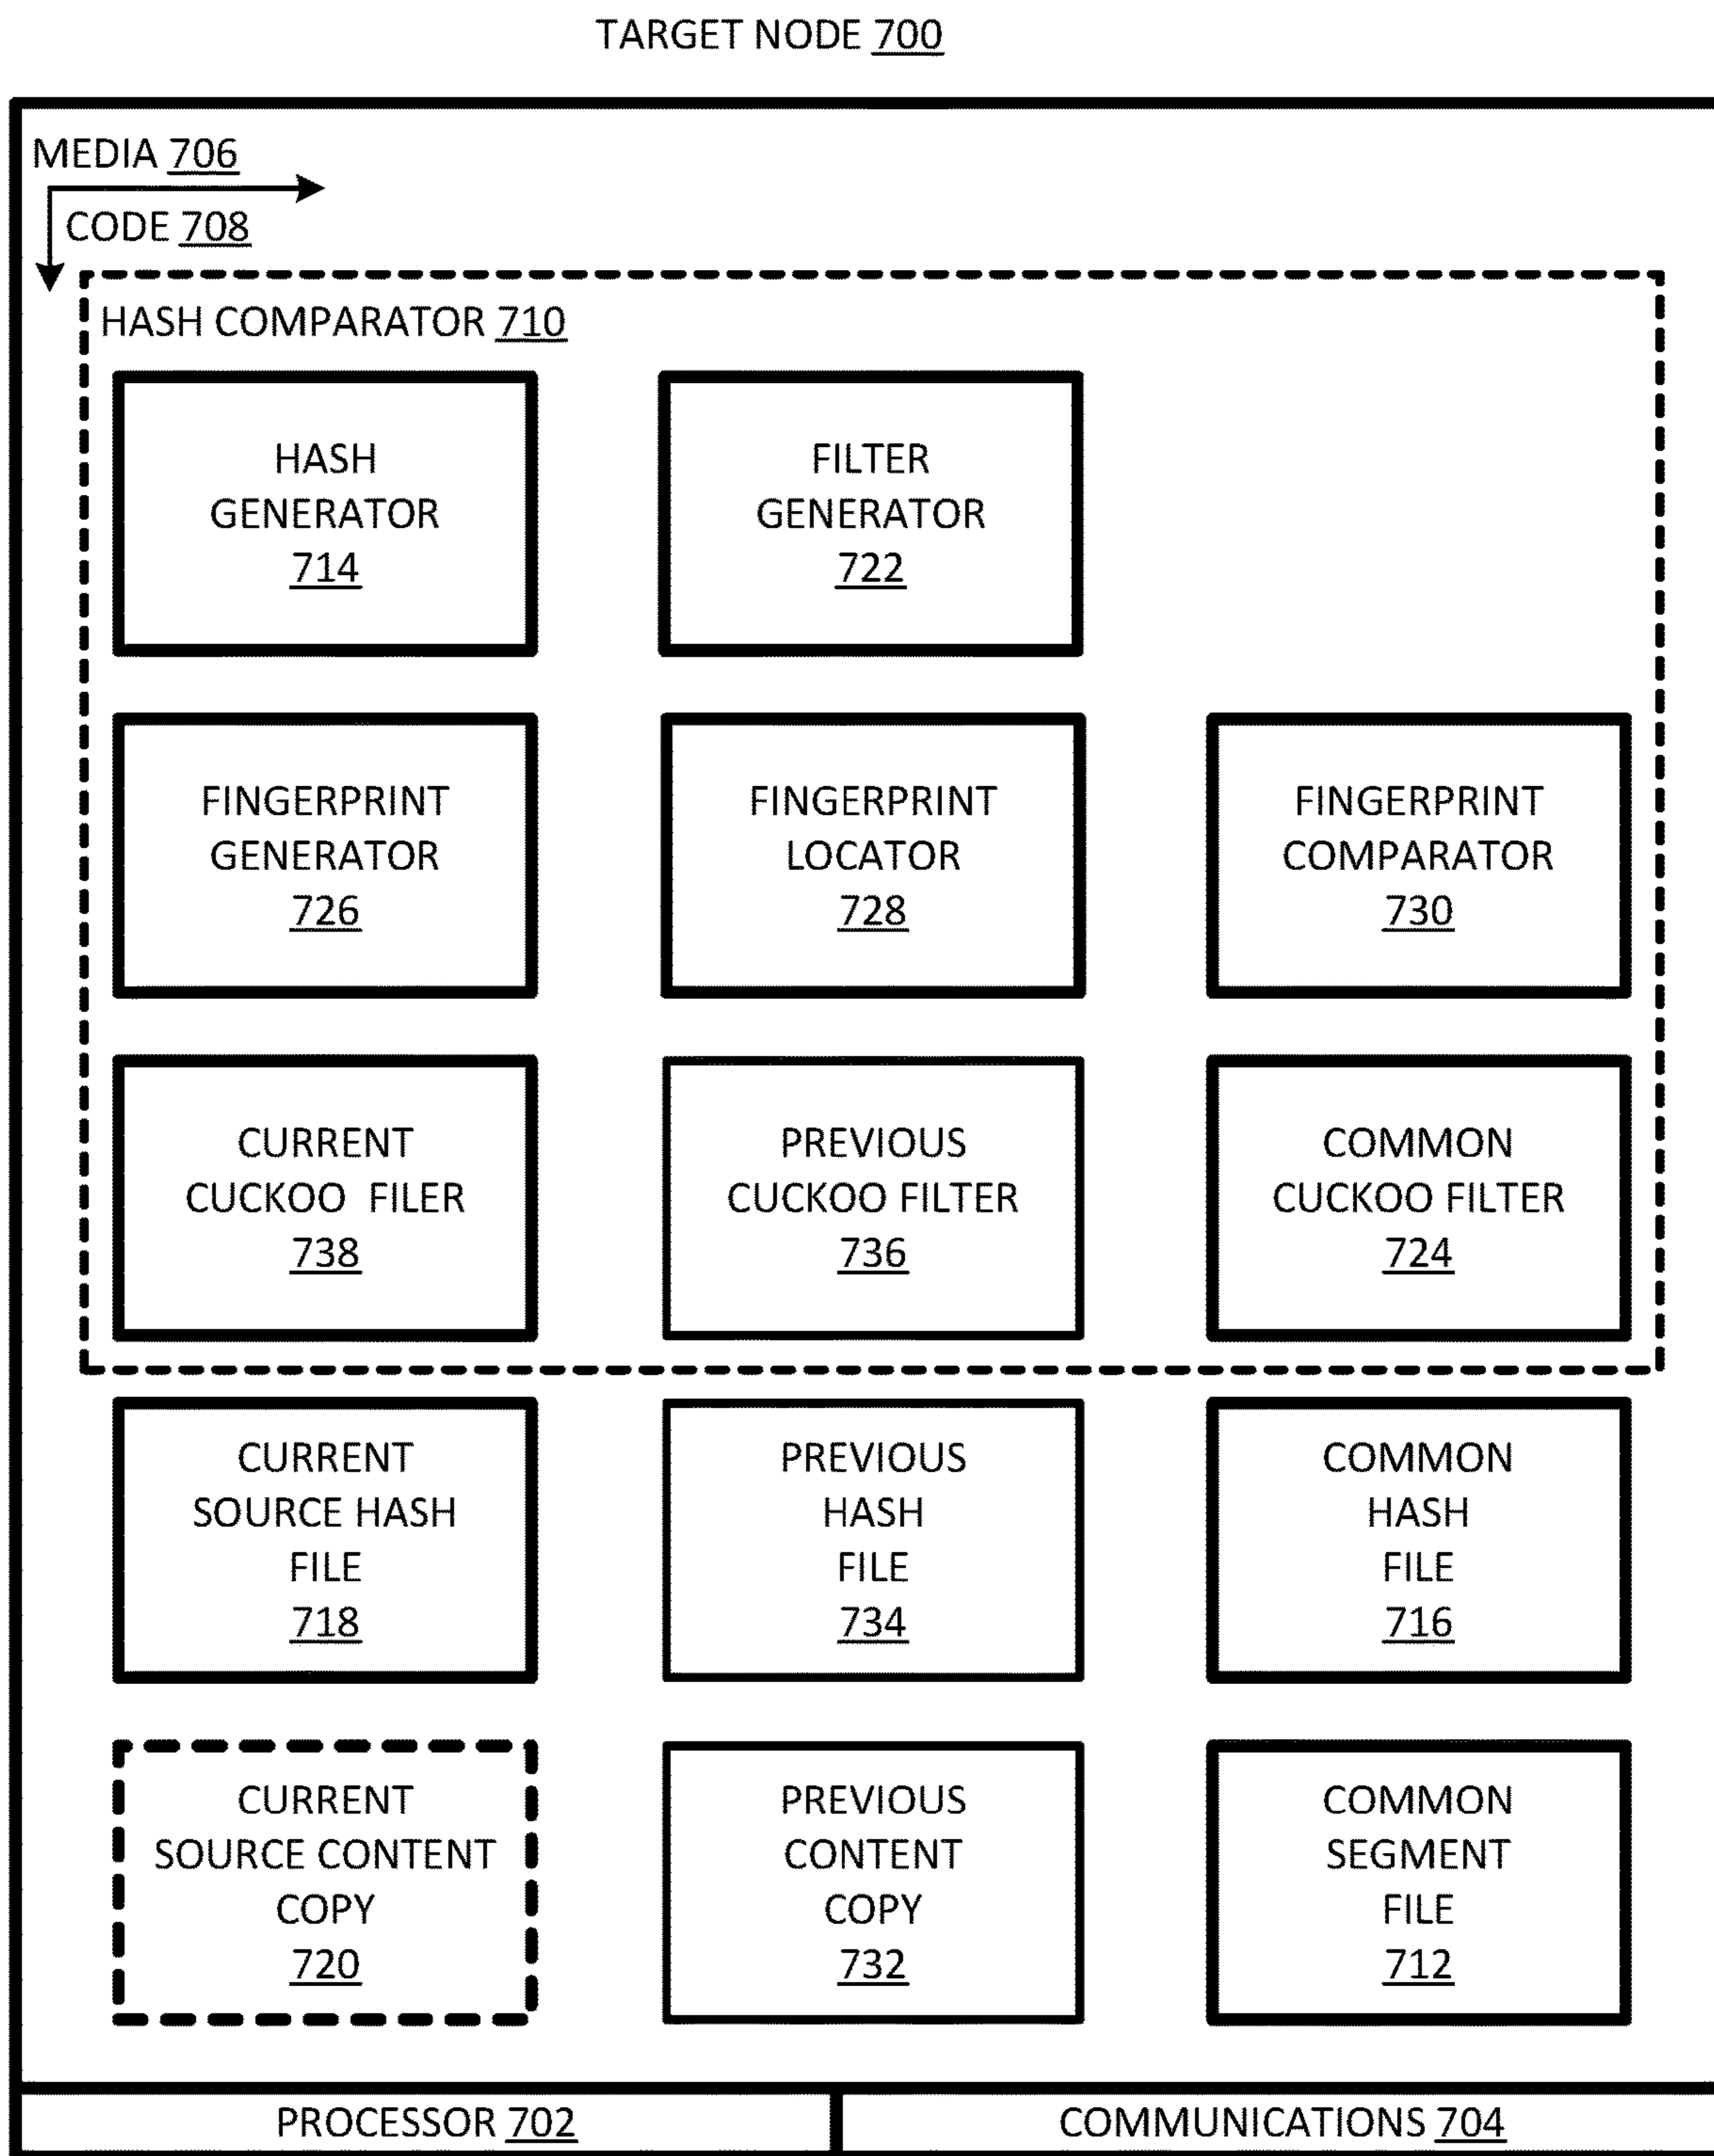 TARGET NODE 700
MEDIA 706
CODE 708
HASH COMPARATOR 710
HASH
GENERATOR
714
FILTER
GENERATOR
722
FINGERPRINT
GENERATOR
726
FINGERPRINT
LOCATOR
728
FINGERPRINT
COMPARATOR
730
CURRENT
CUCKOO FILER
738
PREVIOUS
CUCKOO FILTER
736
COMMON
CUCKOO FILTER
724
CURRENT
SOURCE HASH
FILE
718
PREVIOUS
HASH
FILE
734
COMMON
HASH
FILE
716
CURRENT
SOURCE CONTENT
COPY
720
PREVIOUS
CONTENT
COPY
732
COMMON
SEGMENT
FILE
712
PROCESSOR 702
COMMUNICATIONS 704